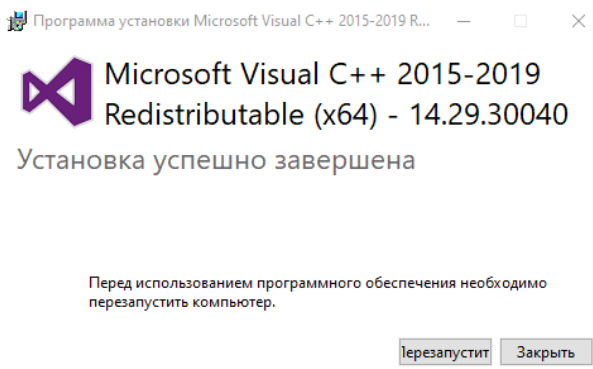 Программа установки Microsoft Visual C++ 2015-2019 R...
Microsoft Visual C++ 2015-2019
Redistributable (x64) - 14.29.30040
Установка успешно завершена
Перед использованием программного обеспечения необходимо
перезапустить компьютер.
Перезапустит Закрыть